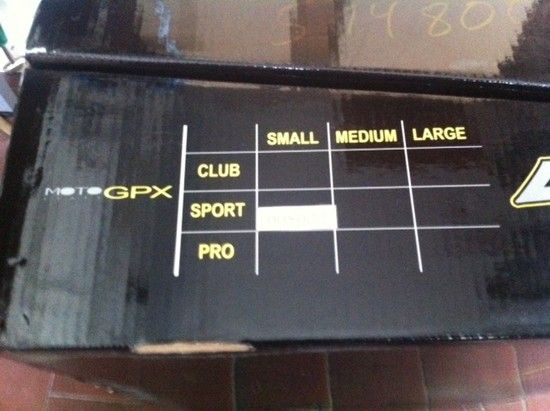 SMALL MEDIUM LARGE
CLUB
MOTO GPX
SPORT
PRO